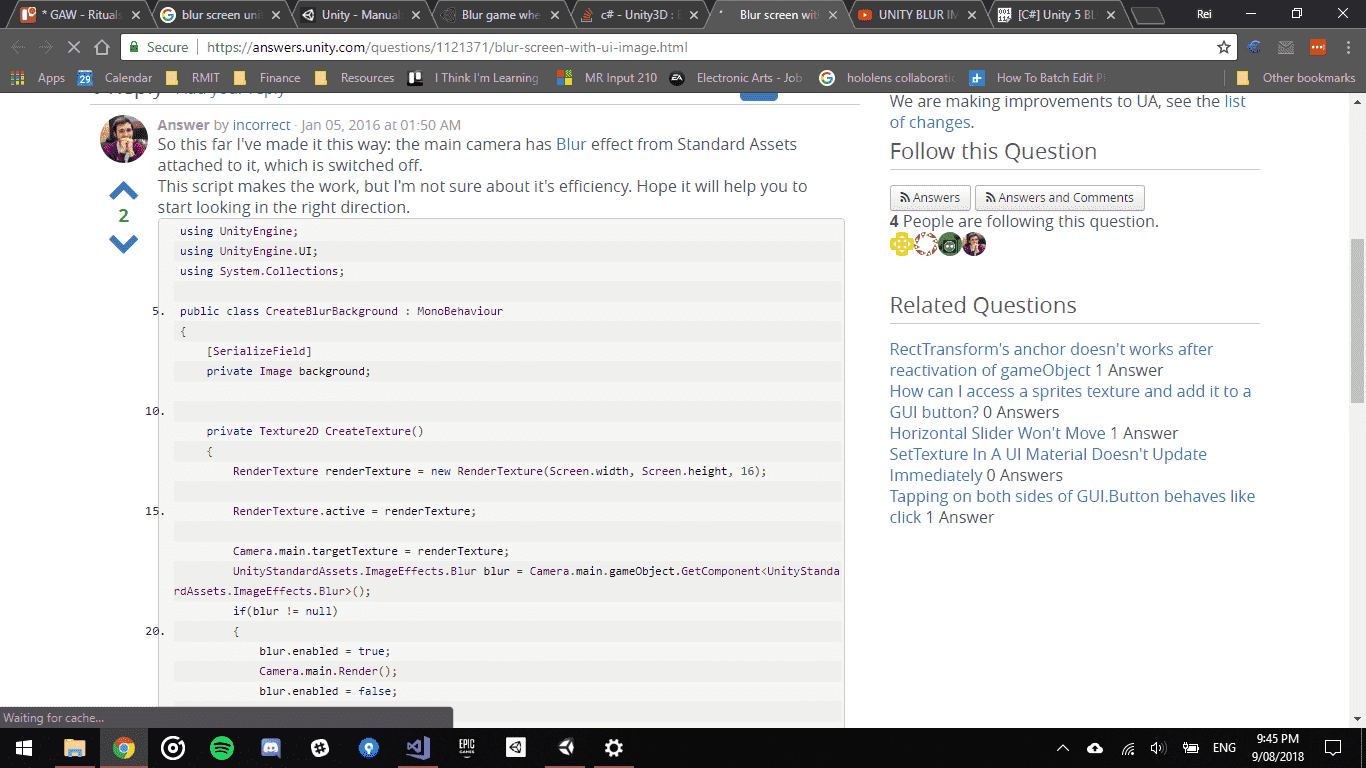 * GAW - Rituals
blur screen unit
Unity - Manual:
Blur game whe
c# - Unity3D : E
Blur screen with
UNITY BLUR IM
[C#] Unity 5 BL
Rei
Secure
https://answers.unity.com/questions/1121371/blur-screen-with-ui-image.html
Apps
29
Calendar
RMIT
Finance
Resources
I Think I'm Learning
MR Input 210
EA
Electronic Arts - Job
hololens collaboratio
How To Batch Edit P
Other bookmarks
Answer by incorrect · Jan 05, 2016 at 01:50 AM
So this far I've made it this way: the main camera has Blur effect from Standard Assets
attached to it, which is switched off.
This script makes the work, but I'm not sure about it's efficiency. Hope it will help you to
start looking in the right direction.
2
using UnityEngine;
using UnityEngine.UI;
using System.Collections;
5. public class CreateBlurBackground : MonoBehaviour
{
[SerializeField]
private Image background;
10.
private Texture2D CreateTexture()
{
RenderTexture renderTexture = new RenderTexture(Screen.width, Screen.height, 16);
15. RenderTexture.active = renderTexture;
Camera.main.targetTexture = renderTexture;
UnityStandardAssets.ImageEffects.Blur blur = Camera.main.gameObject.GetComponent<UnityStanda
rdAssets.ImageEffects.Blur>();
if(blur != null)
20. {
blur.enabled = true;
Camera.main.Render();
blur.enabled = false;
We are making improvements to UA, see the list
of changes.
Follow this Question
Answers
Answers and Comments
4 People are following this question.
Related Questions
RectTransform's anchor doesn't works after
reactivation of gameObject 1 Answer
How can I access a sprites texture and add it to a
GUI button? 0 Answers
Horizontal Slider Won't Move 1 Answer
SetTexture In A UI Material Doesn't Update
Immediately 0 Answers
Tapping on both sides of GUI.Button behaves like
click 1 Answer
Waiting for cache...
EPIC
GAMES
ENG
9:45 PM
9/08/2018